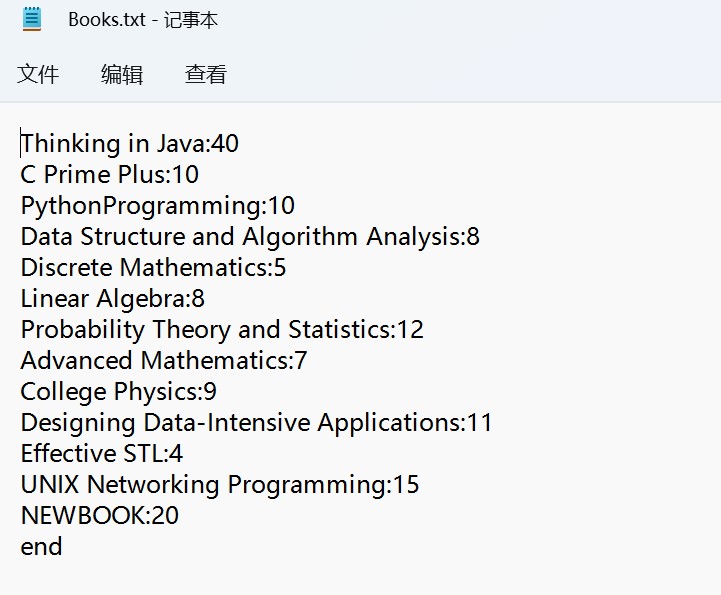 Books.txt - 记事本
文件 编辑 查看
Thinking in Java:40
C Prime Plus:10
PythonProgramming:10
Data Structure and Algorithm Analysis:8
Discrete Mathematics:5
Linear Algebra:8
Probability Theory and Statistics:12
Advanced Mathematics:7
College Physics:9
Designing Data-Intensive Applications:11
Effective STL:4
UNIX Networking Programming:15
NEWBOOK:20
end